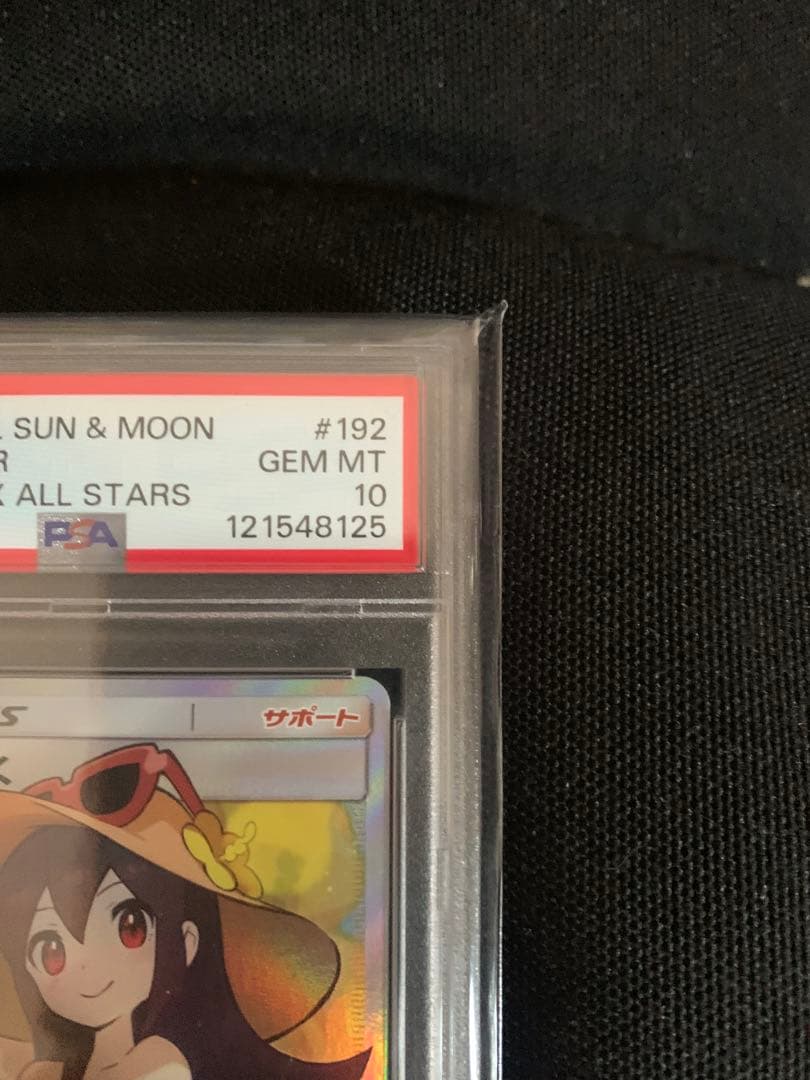 SUN & MOON #192
R GEM MT
X ALL STARS 10
PSA 121548125
S サポート